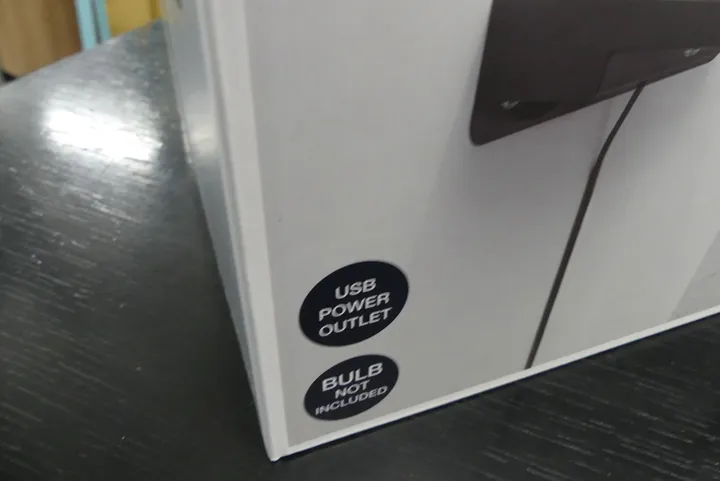 USB
POWER
OUTLET
BULB
NOT
INCLUDED